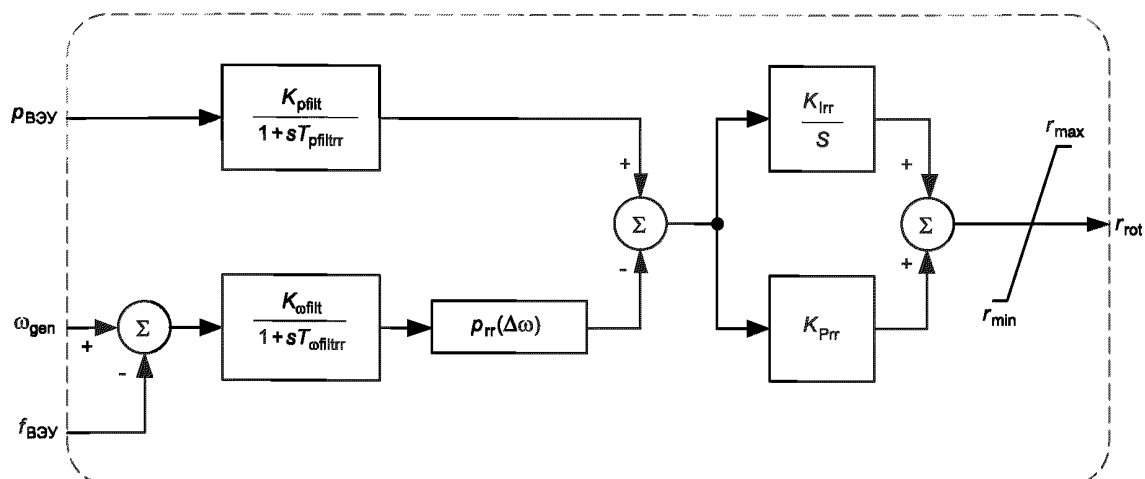 p_ВЭУ
K_pfilt
1+sT_pfiltrr
+
-
Σ
K_Irr
S
+
+
Σ
r_max
r_min
r_rot
ω_gen
+
-
Σ
K_ωfilt
1+sT_ωfiltrr
p_rr(Δω)
K_Prr
f_ВЭУ